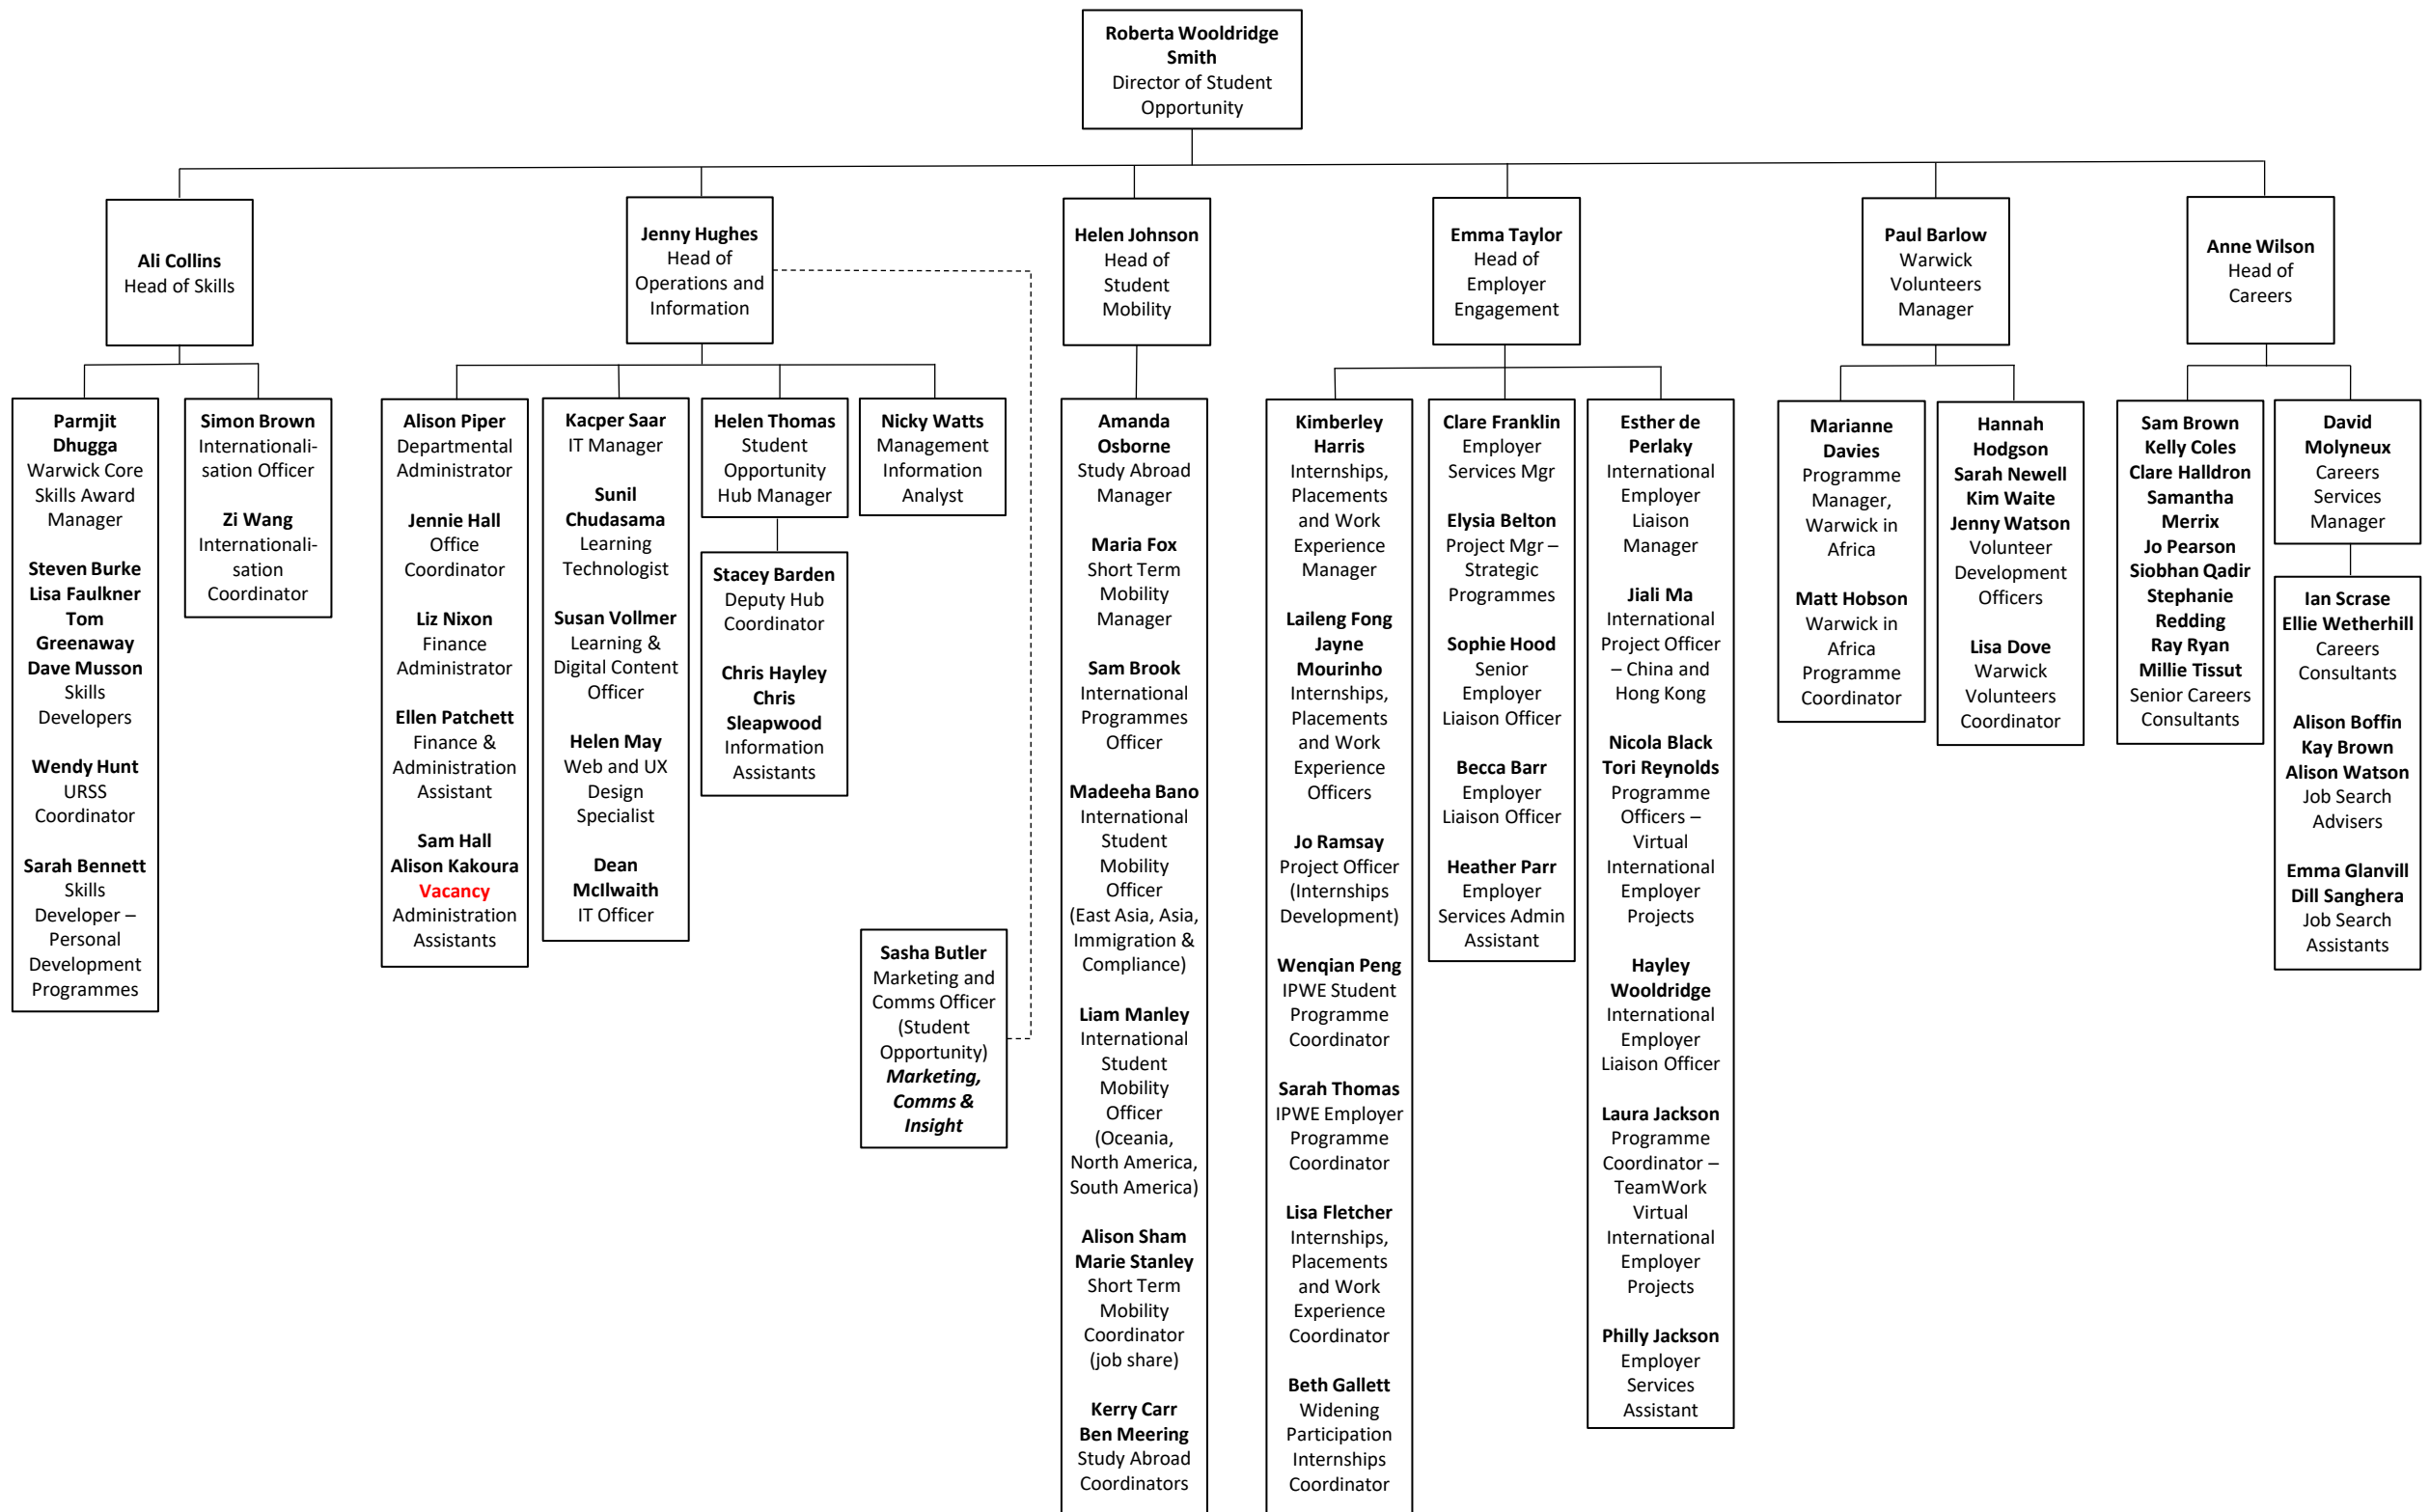 Roberta Wooldridge
Smith
Director of Student
Opportunity
Ali Collins
Head of Skills
Jenny Hughes
Head of
Operations and
Information
Helen Johnson
Head of
Student
Mobility
Emma Taylor
Head of
Employer
Engagement
Paul Barlow
Warwick
Volunteers
Manager
Anne Wilson
Head of
Careers
Parmjit
Dhugga
Warwick Core
Skills Award
Manager
Steven Burke
Lisa Faulkner
Tom
Greenaway
Dave Musson
Skills
Developers
Wendy Hunt
URSS
Coordinator
Sarah Bennett
Skills
Developer –
Personal
Development
Programmes
Simon Brown
Internationali-
sation Officer
Zi Wang
Internationali-
sation
Coordinator
Alison Piper
Departmental
Administrator
Jennie Hall
Office
Coordinator
Liz Nixon
Finance
Administrator
Ellen Patchett
Finance &
Administration
Assistant
Sam Hall
Alison Kakoura
Vacancy
Administration
Assistants
Kacper Saar
IT Manager
Sunil
Chudasama
Learning
Technologist
Susan Vollmer
Learning &
Digital Content
Officer
Helen May
Web and UX
Design
Specialist
Dean
McIlwaith
IT Officer
Helen Thomas
Student
Opportunity
Hub Manager
Stacey Barden
Deputy Hub
Coordinator
Chris Hayley
Chris
Sleapwood
Information
Assistants
Nicky Watts
Management
Information
Analyst
Sasha Butler
Marketing and
Comms Officer
(Student
Opportunity)
Marketing,
Comms &
Insight
Amanda
Osborne
Study Abroad
Manager
Maria Fox
Short Term
Mobility
Manager
Sam Brook
International
Programmes
Officer
Madeeha Bano
International
Student
Mobility
Officer
(East Asia, Asia,
Immigration &
Compliance)
Liam Manley
International
Student
Mobility
Officer
(Oceania,
North America,
South America)
Alison Sham
Marie Stanley
Short Term
Mobility
Coordinator
(job share)
Kerry Carr
Ben Meering
Study Abroad
Coordinators
Kimberley
Harris
Internships,
Placements
and Work
Experience
Manager
Laileng Fong
Jayne
Mourinho
Internships,
Placements
and Work
Experience
Officers
Jo Ramsay
Project Officer
(Internships
Development)
Wenqian Peng
IPWE Student
Programme
Coordinator
Sarah Thomas
IPWE Employer
Programme
Coordinator
Lisa Fletcher
Internships,
Placements
and Work
Experience
Coordinator
Beth Gallett
Widening
Participation
Internships
Coordinator
Clare Franklin
Employer
Services Mgr
Elysia Belton
Project Mgr –
Strategic
Programmes
Sophie Hood
Senior
Employer
Liaison Officer
Becca Barr
Employer
Liaison Officer
Heather Parr
Employer
Services Admin
Assistant
Esther de
Perlaky
International
Employer
Liaison
Manager
Jiali Ma
International
Project Officer
– China and
Hong Kong
Nicola Black
Tori Reynolds
Programme
Officers –
Virtual
International
Employer
Projects
Hayley
Wooldridge
International
Employer
Liaison Officer
Laura Jackson
Programme
Coordinator –
TeamWork
Virtual
International
Employer
Projects
Philly Jackson
Employer
Services
Assistant
Marianne
Davies
Programme
Manager,
Warwick in
Africa
Matt Hobson
Warwick in
Africa
Programme
Coordinator
Hannah
Hodgson
Sarah Newell
Kim Waite
Jenny Watson
Volunteer
Development
Officers
Lisa Dove
Warwick
Volunteers
Coordinator
Sam Brown
Kelly Coles
Clare Halldron
Samantha
Merrix
Jo Pearson
Siobhan Qadir
Stephanie
Redding
Ray Ryan
Millie Tissut
Senior Careers
Consultants
David
Molyneux
Careers
Services
Manager
Ian Scrase
Ellie Wetherhill
Careers
Consultants
Alison Boffin
Kay Brown
Alison Watson
Job Search
Advisers
Emma Glanvill
Dill Sanghera
Job Search
Assistants